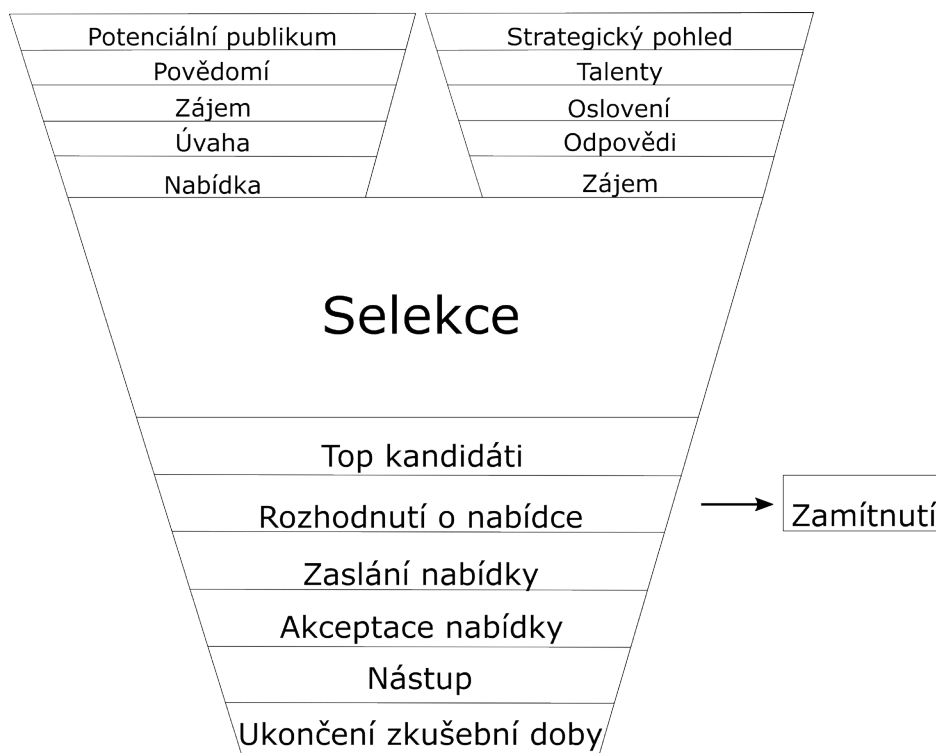 Potenciální publikum
Povědomí
Zájem
Úvaha
Nabídka
Strategický pohled
Talenty
Oslovení
Odpovědi
Zájem
Selekce
Top kandidáti
Rozhodnutí o nabídce
Zamítnutí
Zaslání nabídky
Akceptace nabídky
Nástup
Ukončení zkušební doby